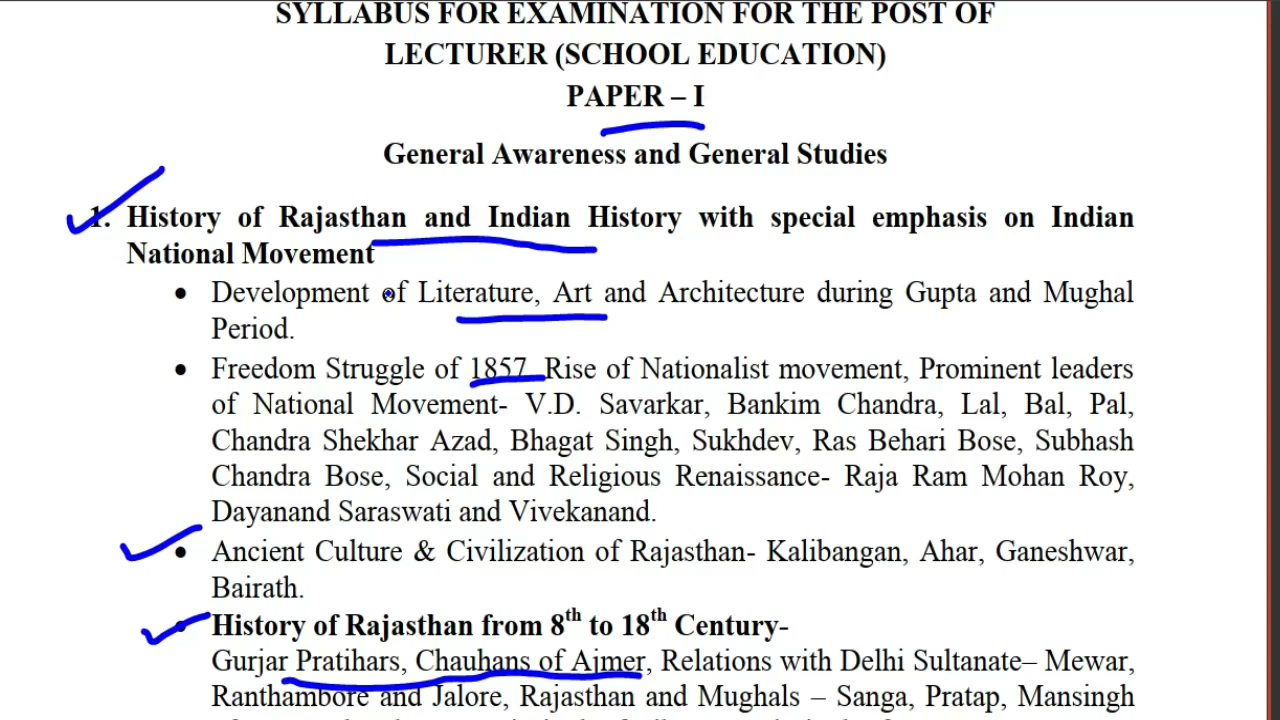 SYLLABUS FOR EXAMINATION FOR THE POST OF
LECTURER (SCHOOL EDUCATION)
PAPER – I
General Awareness and General Studies
1. History of Rajasthan and Indian History with special emphasis on Indian
National Movement
• Development of Literature, Art and Architecture during Gupta and Mughal
Period.
• Freedom Struggle of 1857 Rise of Nationalist movement, Prominent leaders
of National Movement- V.D. Savarkar, Bankim Chandra, Lal, Bal, Pal,
Chandra Shekhar Azad, Bhagat Singh, Sukhdev, Ras Behari Bose, Subhash
Chandra Bose, Social and Religious Renaissance- Raja Ram Mohan Roy,
Dayanand Saraswati and Vivekanand.
• Ancient Culture & Civilization of Rajasthan- Kalibangan, Ahar, Ganeshwar,
Bairath.
• History of Rajasthan from 8th to 18th Century-
Gurjar Pratihars, Chauhans of Ajmer, Relations with Delhi Sultanate– Mewar,
Ranthambore and Jalore, Rajasthan and Mughals – Sanga, Pratap, Mansingh